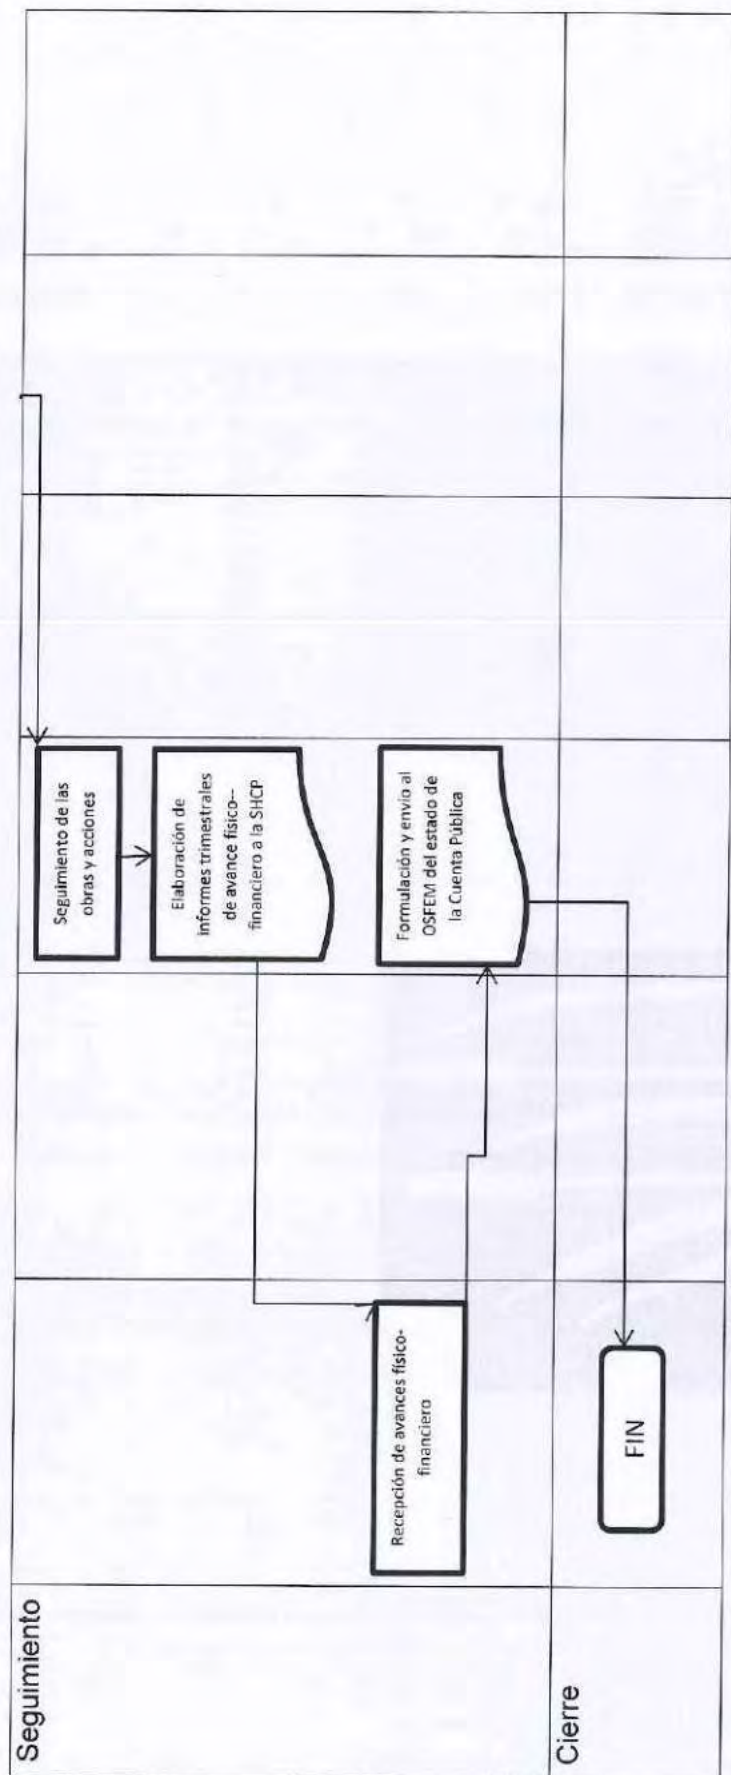 Seguimiento
Seguimiento de las
obras y acciones
Elaboración de
informes trimestrales
de avance físico--
financiero a la SHCP
Recepción de avances físico-
financiero
Formulación y envío al
OSFEM del estado de
la Cuenta Pública
Cierre
FIN